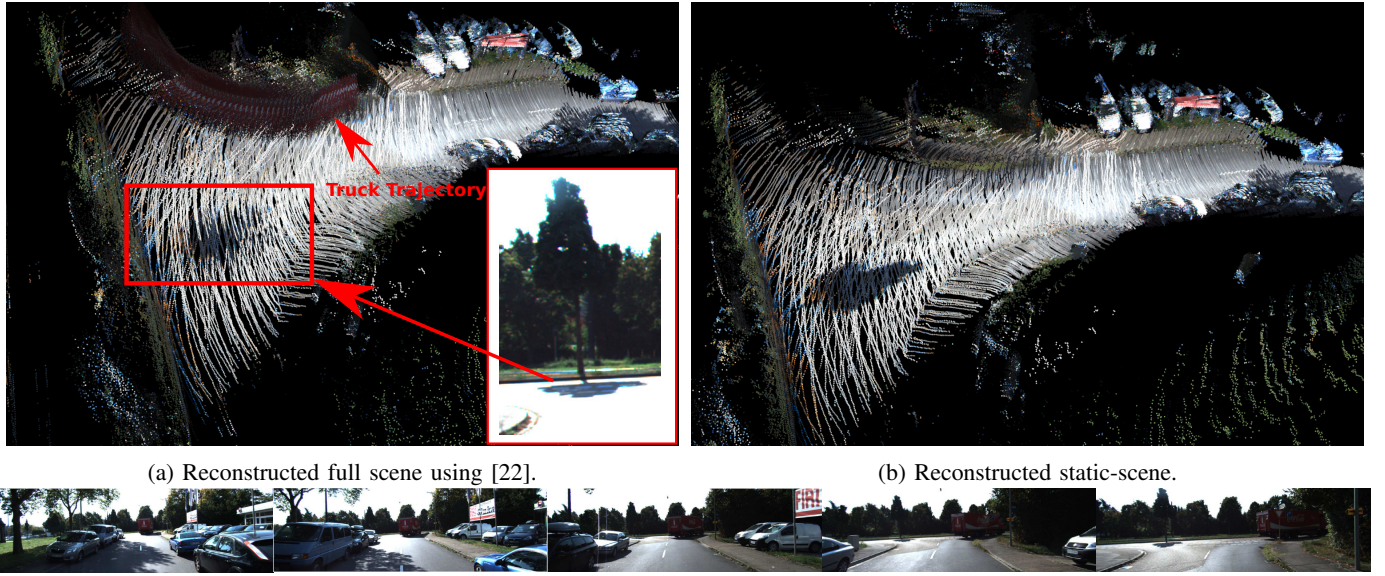 Truck Trajectory
(a) Reconstructed full scene using [22].
(b) Reconstructed static-scene.